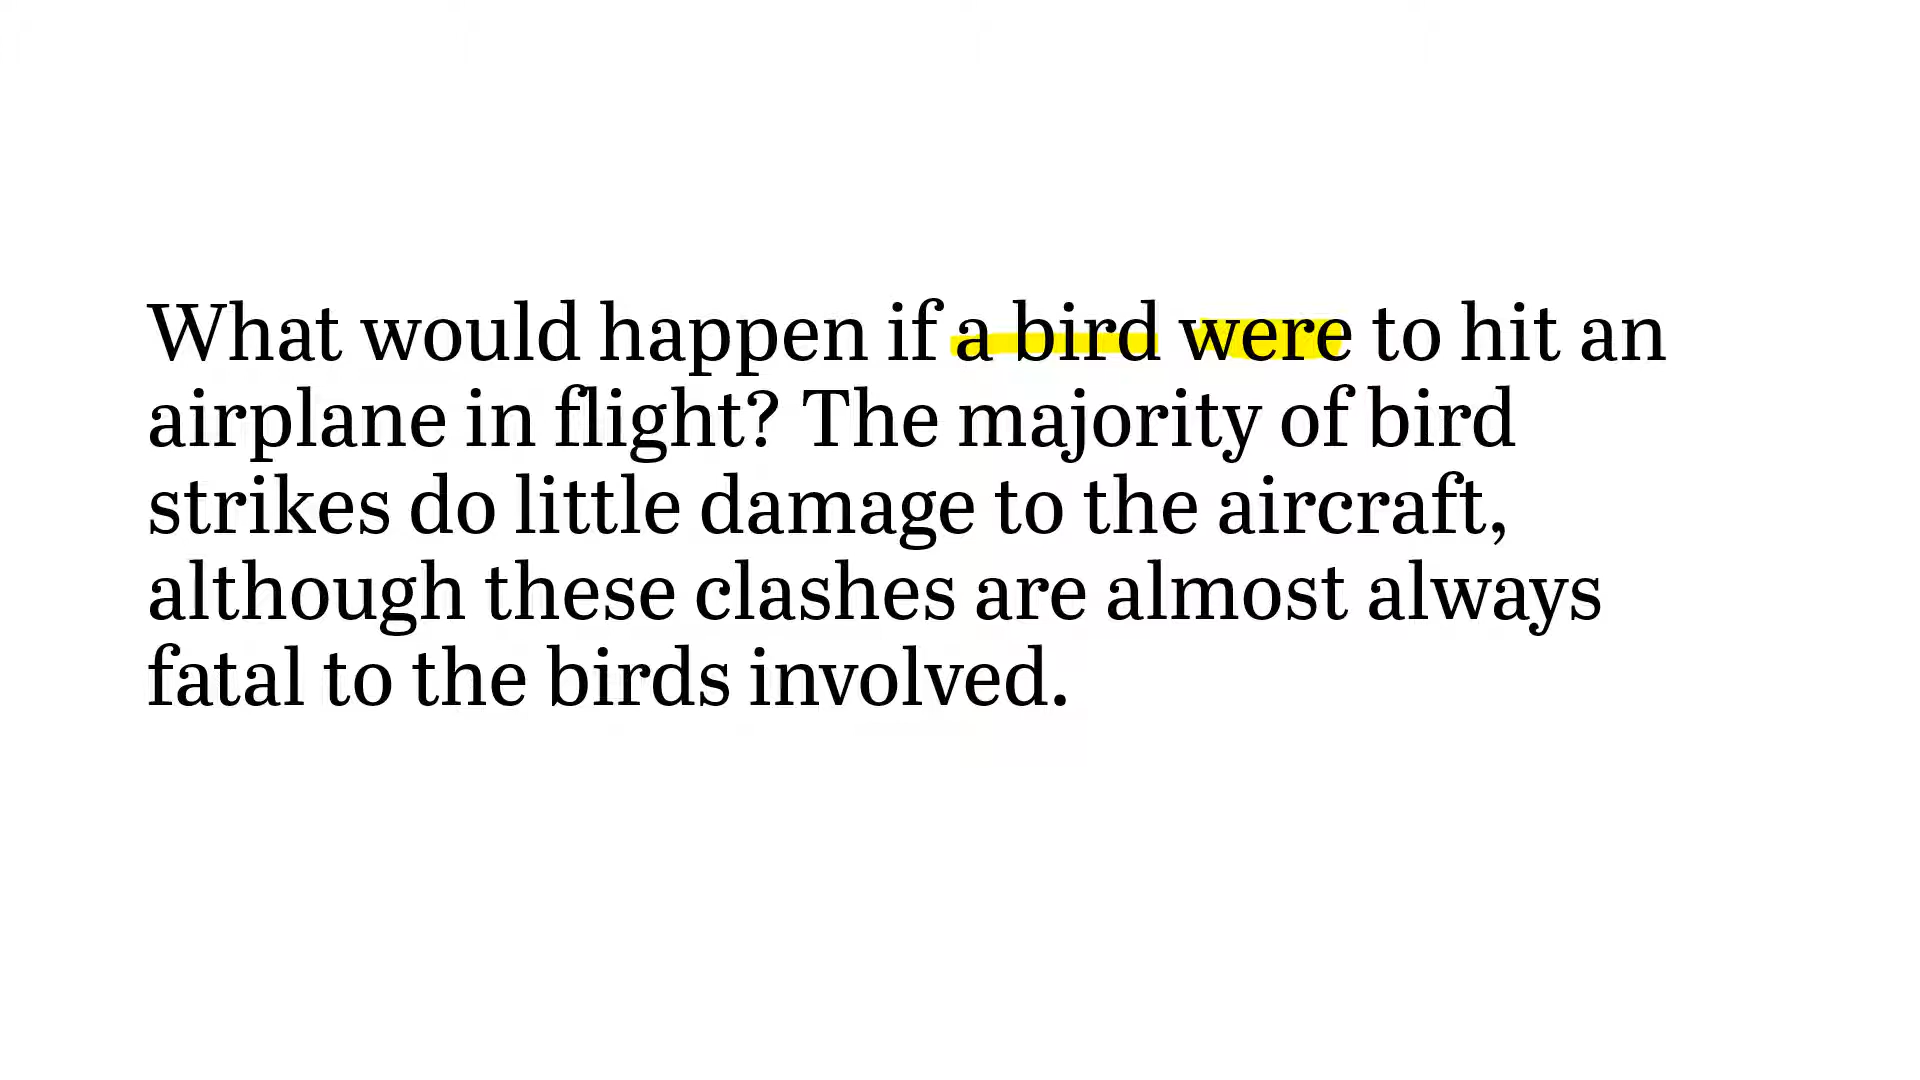 What would happen if a bird were to hit an
airplane in flight? The majority of bird
strikes do little damage to the aircraft,
although these clashes are almost always
fatal to the birds involved.